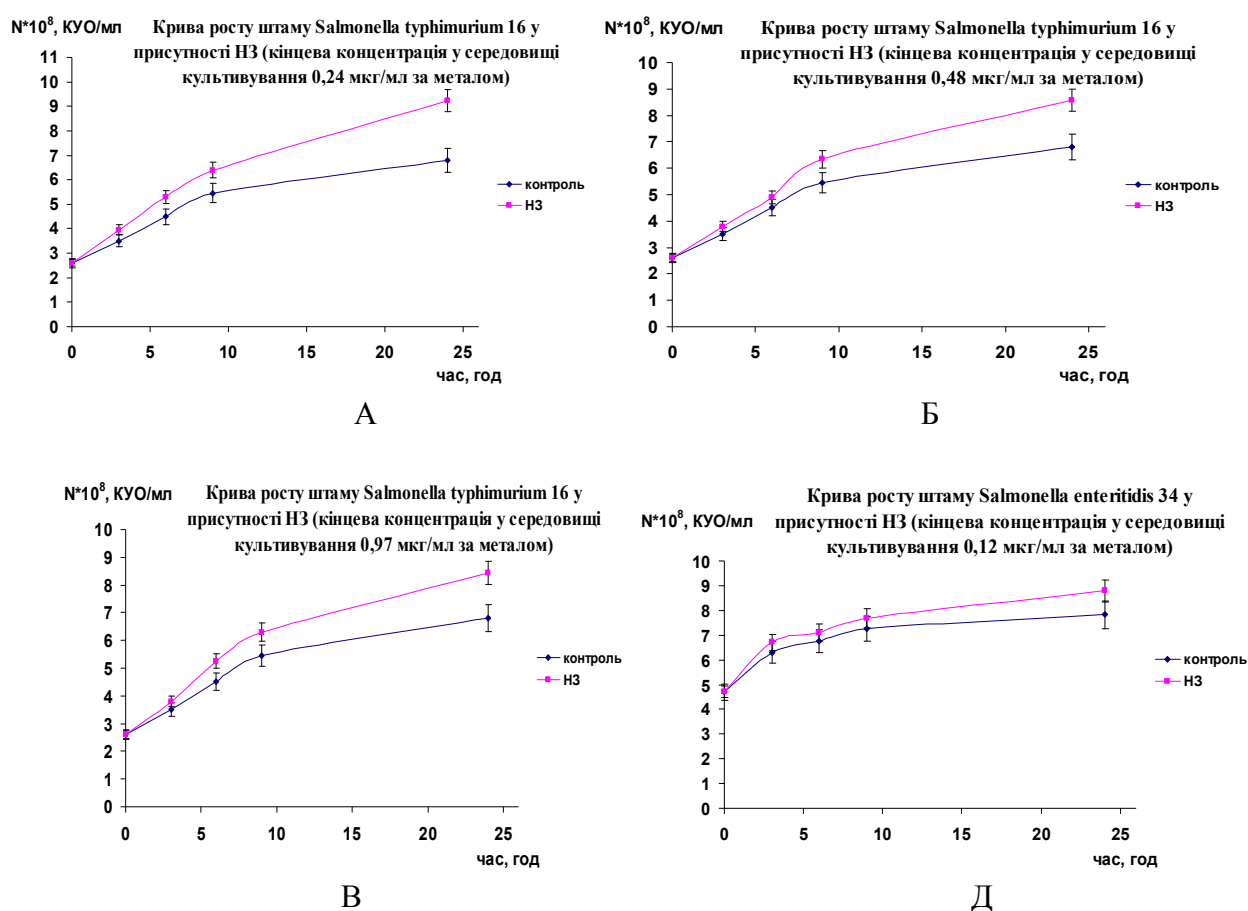 N*10⁸, КУО/мл
Крива росту штаму Salmonella typhimurium 16 у
присутності НЗ (кінцева концентрація у середовищі
культивування 0,24 мкг/мл за металом)
11
10
9
8
7
6
5
4
3
2
1
0
0 5 10 15 20 25
час, год
контроль
НЗ
А
N*10⁸, КУО/мл
Крива росту штаму Salmonella typhimurium 16 у
присутності НЗ (кінцева концентрація у середовищі
культивування 0,48 мкг/мл за металом)
10
9
8
7
6
5
4
3
2
1
0
0 5 10 15 20 25
час, год
контроль
НЗ
Б
N*10⁸, КУО/мл
Крива росту штаму Salmonella typhimurium 16 у
присутності НЗ (кінцева концентрація у середовищі
культивування 0,97 мкг/мл за металом)
10
9
8
7
6
5
4
3
2
1
0
0 5 10 15 20 25
час, год
контроль
НЗ
В
N*10⁸, КУО/мл
Крива росту штаму Salmonella enteritidis 34 у
присутності НЗ (кінцева концентрація у середовищі
культивування 0,12 мкг/мл за металом)
10
9
8
7
6
5
4
3
2
1
0
0 5 10 15 20 25
час, год
контроль
НЗ
Д